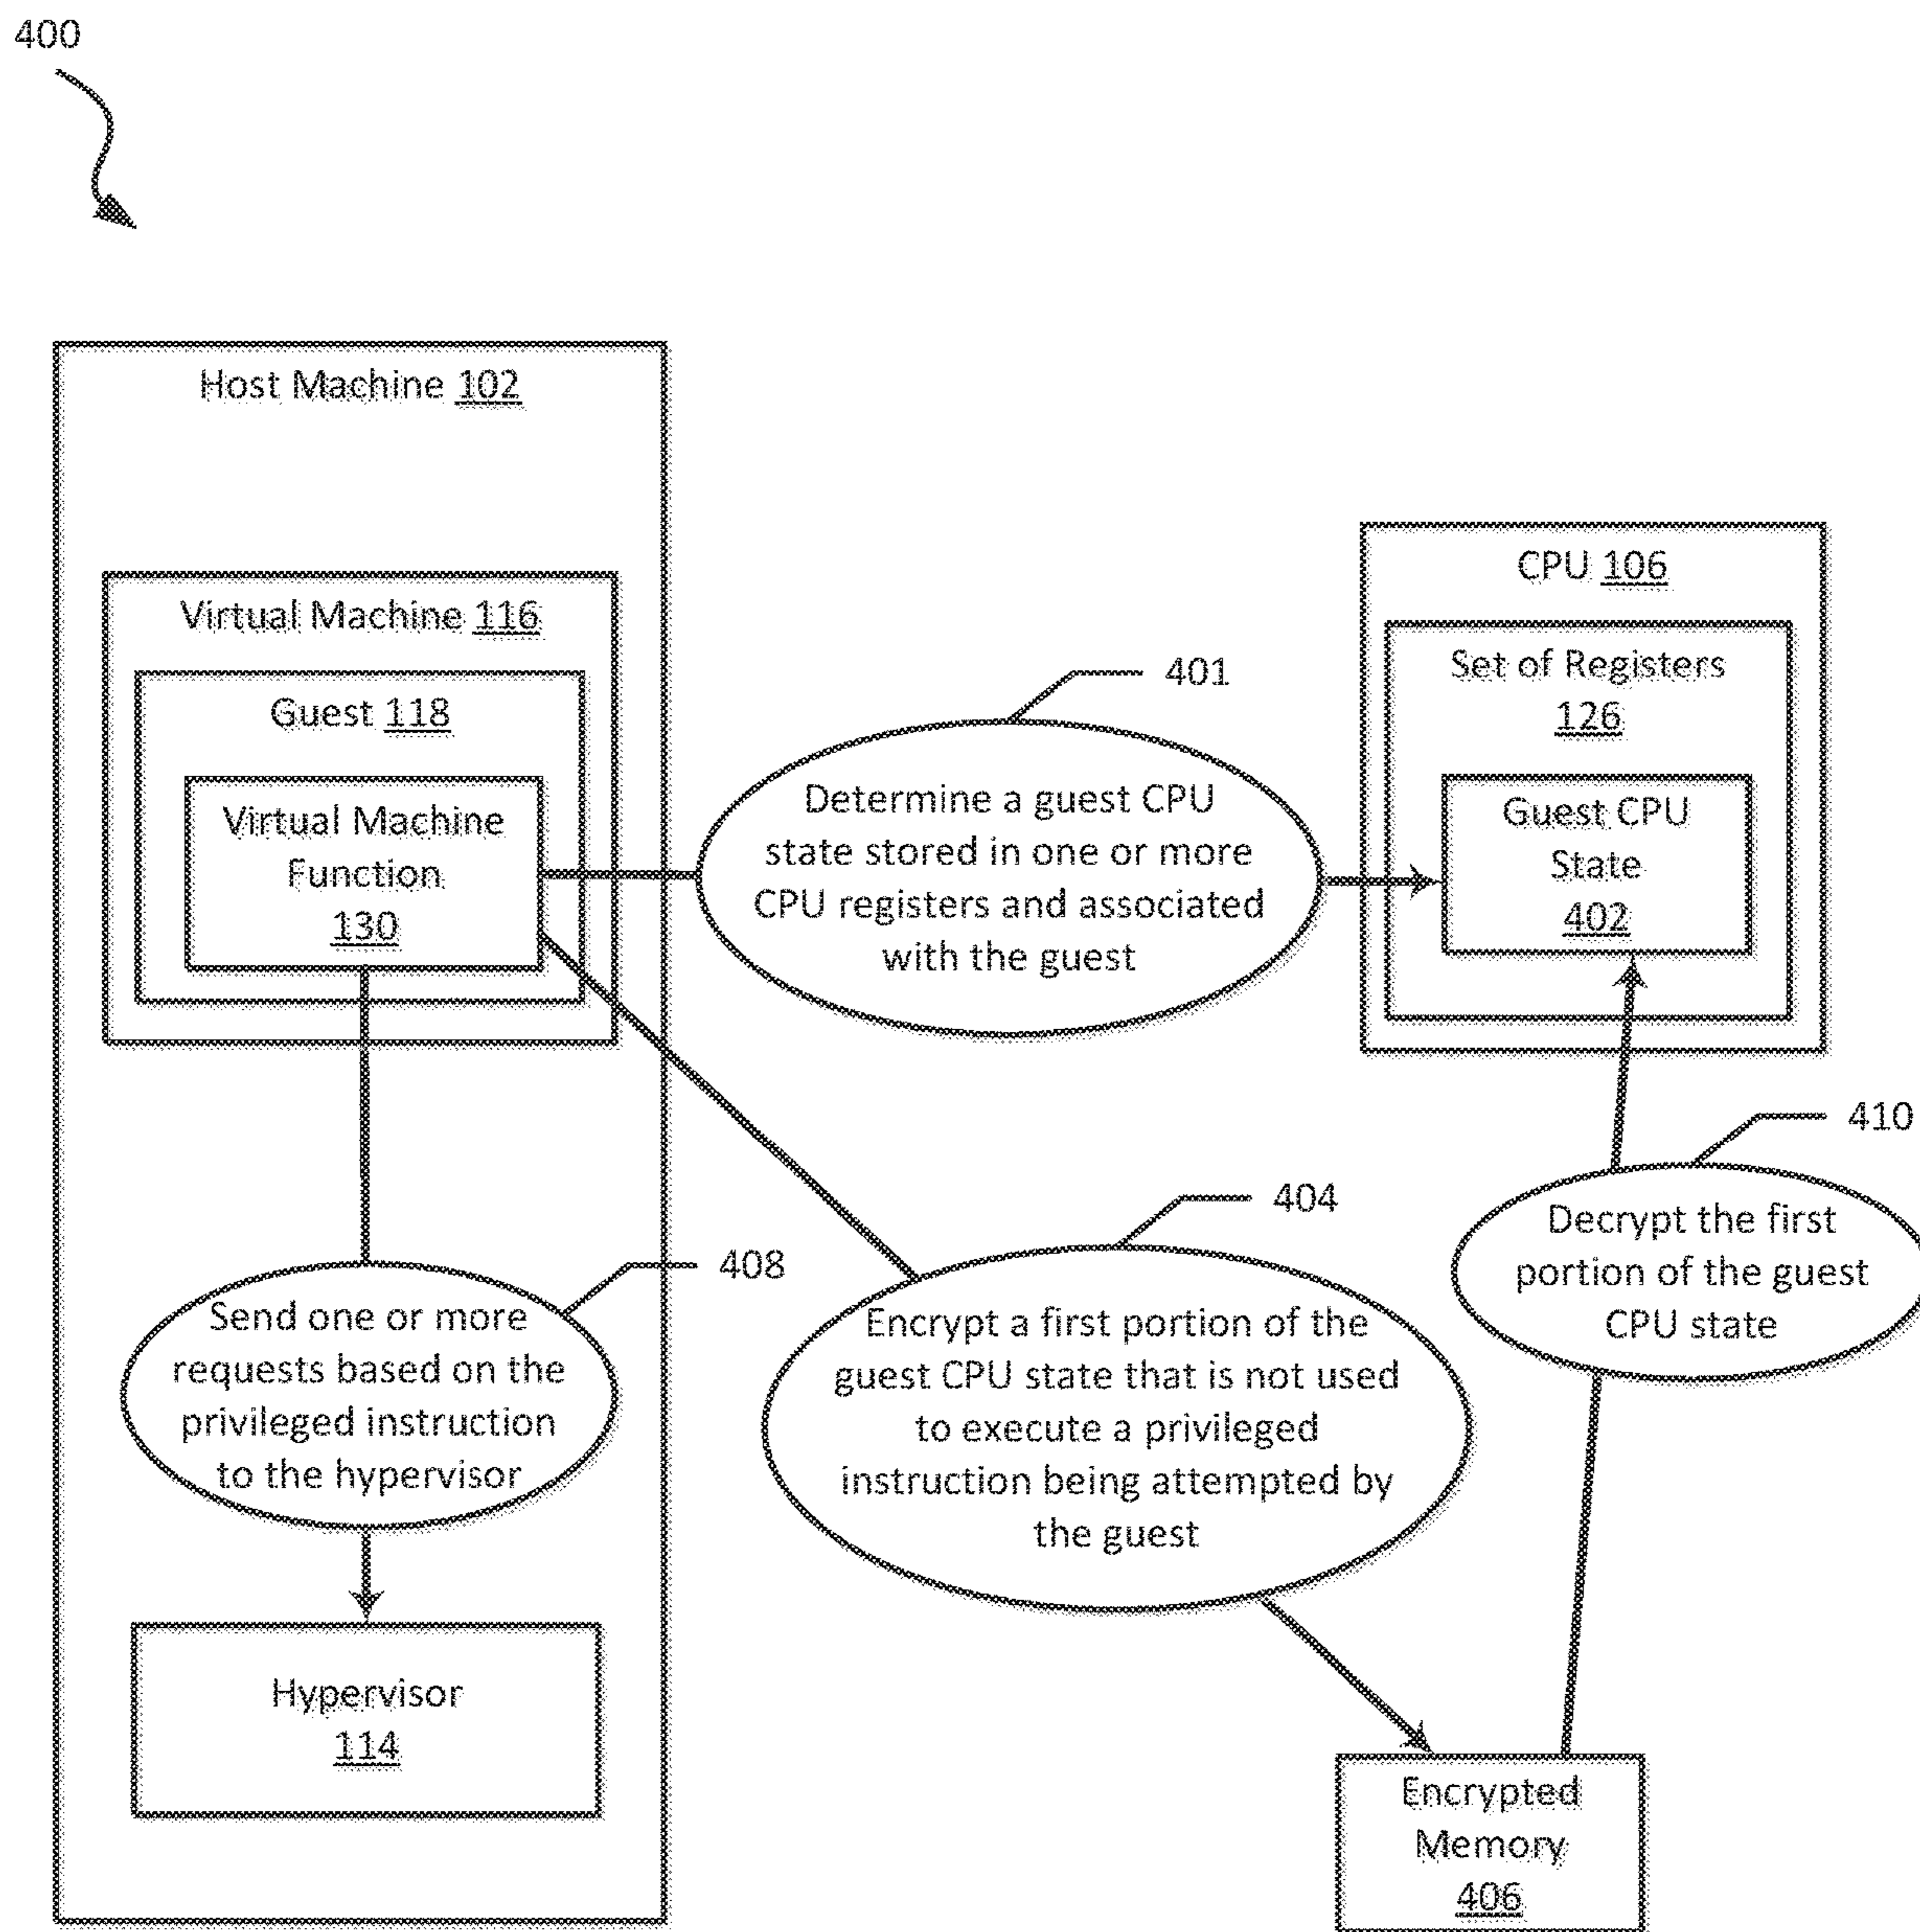 400
Host Machine 102
Virtual Machine 116
Guest 118
Virtual Machine
Function
130
401
Determine a guest CPU
state stored in one or more
CPU registers and associated
with the guest
CPU 106
Set of Registers
126
Guest CPU
State
402
408
Send one or more
requests based on the
privileged instruction
to the hypervisor
404
Encrypt a first portion of the
guest CPU state that is not used
to execute a privileged
instruction being attempted by
the guest
410
Decrypt the first
portion of the guest
CPU state
Hypervisor
114
Encrypted
Memory
406